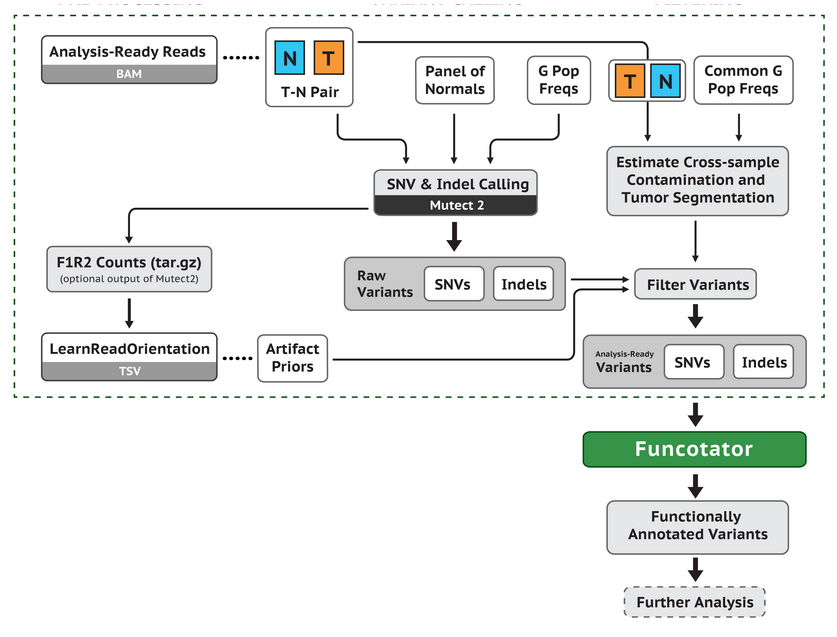 Analysis-Ready Reads
BAM
N
T
T-N Pair
Panel of
Normals
G Pop
Freqs
T
N
Common G
Pop Freqs
SNV & Indel Calling
Mutect 2
Estimate Cross-sample
Contamination and
Tumor Segmentation
F1R2 Counts (tar.gz)
(optional output of Mutect2)
Raw
Variants
SNVs
Indels
Filter Variants
LearnReadOrientation
TSV
Artifact
Priors
Analysis-Ready
Variants
SNVs
Indels
Funcotator
Functionally
Annotated Variants
Further Analysis